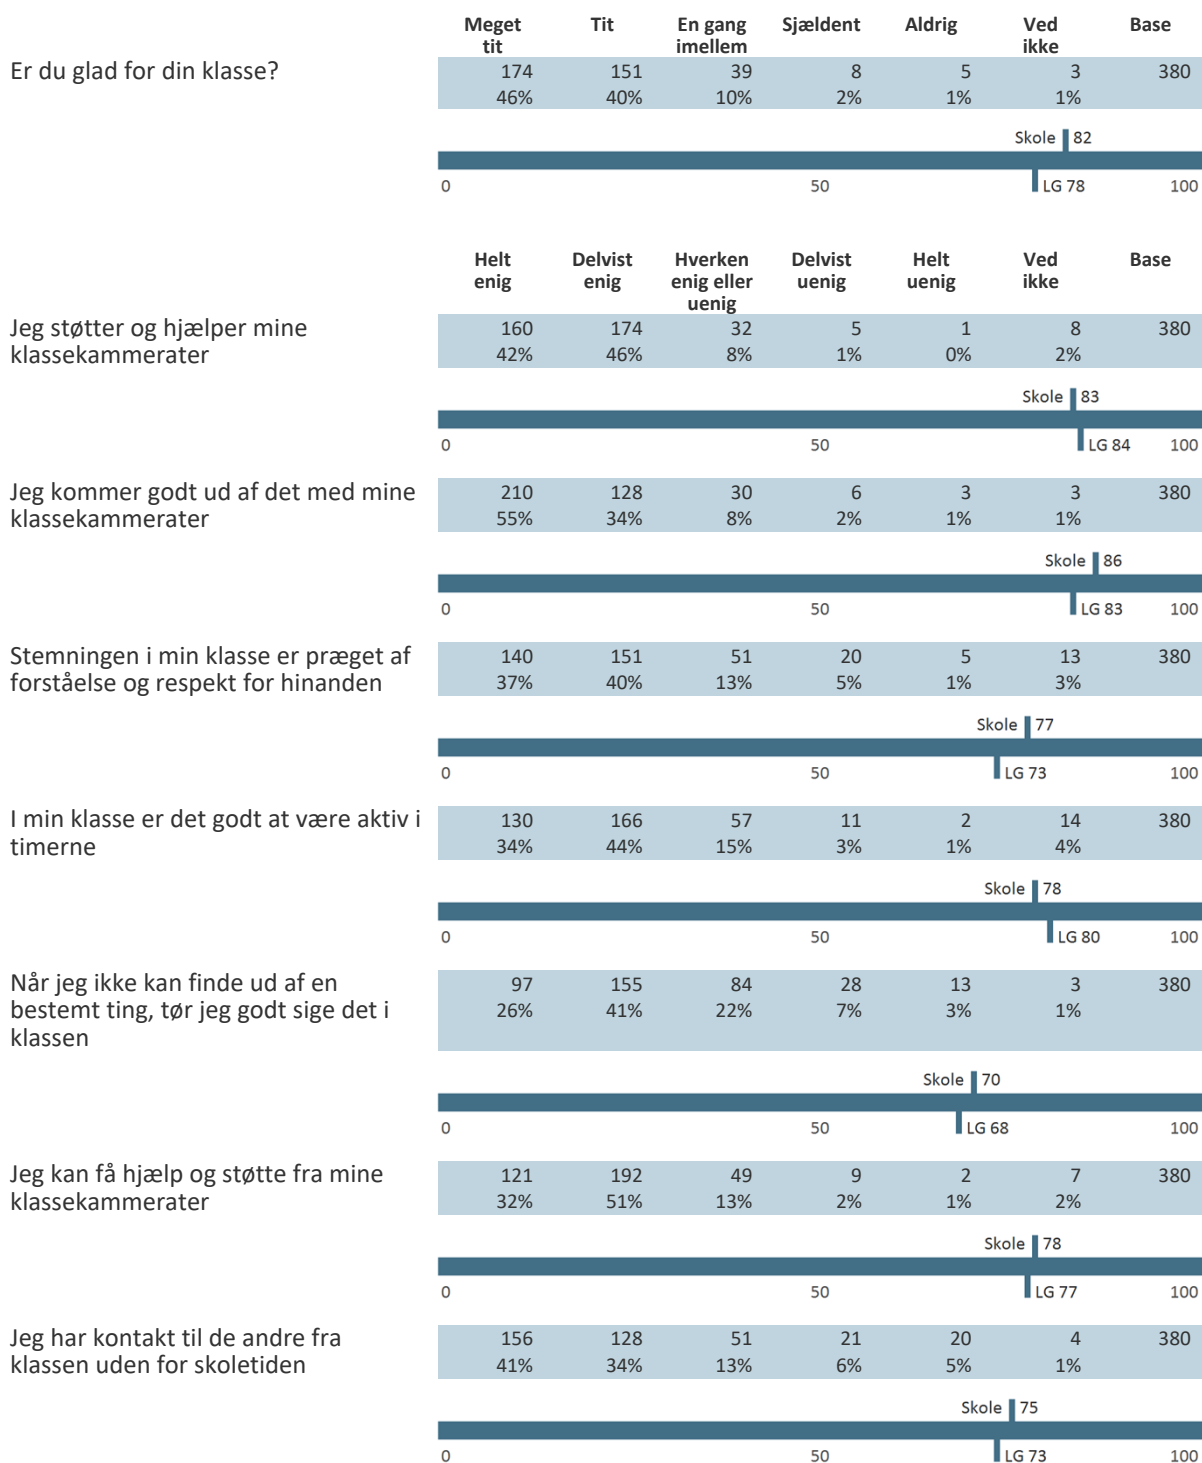 Meget tit Tit En gang imellem Sjældent Aldrig Ved ikke Base
Er du glad for din klasse? 174 151 39 8 5 3 380
46% 40% 10% 2% 1% 1%
Skole 82
0 50 LG 78 100
Helt enig Delvist enig Hverken enig eller uenig Delvist uenig Helt uenig Ved ikke Base
Jeg støtter og hjælper mine 160 174 32 5 1 8 380
klassekammerater 42% 46% 8% 1% 0% 2%
Skole 83
0 50 LG 84 100
Jeg kommer godt ud af det med mine 210 128 30 6 3 3 380
klassekammerater 55% 34% 8% 2% 1% 1%
Skole 86
0 50 LG 83 100
Stemningen i min klasse er præget af 140 151 51 20 5 13 380
forståelse og respekt for hinanden 37% 40% 13% 5% 1% 3%
Skole 77
0 50 LG 73 100
I min klasse er det godt at være aktiv i 130 166 57 11 2 14 380
timerne 34% 44% 15% 3% 1% 4%
Skole 78
0 50 LG 80 100
Når jeg ikke kan finde ud af en 97 155 84 28 13 3 380
bestemt ting, tør jeg godt sige det i 26% 41% 22% 7% 3% 1%
klassen
Skole 70
0 50 LG 68 100
Jeg kan få hjælp og støtte fra mine 121 192 49 9 2 7 380
klassekammerater 32% 51% 13% 2% 1% 2%
Skole 78
0 50 LG 77 100
Jeg har kontakt til de andre fra 156 128 51 21 20 4 380
klassen uden for skoletiden 41% 34% 13% 6% 5% 1%
Skole 75
0 50 LG 73 100